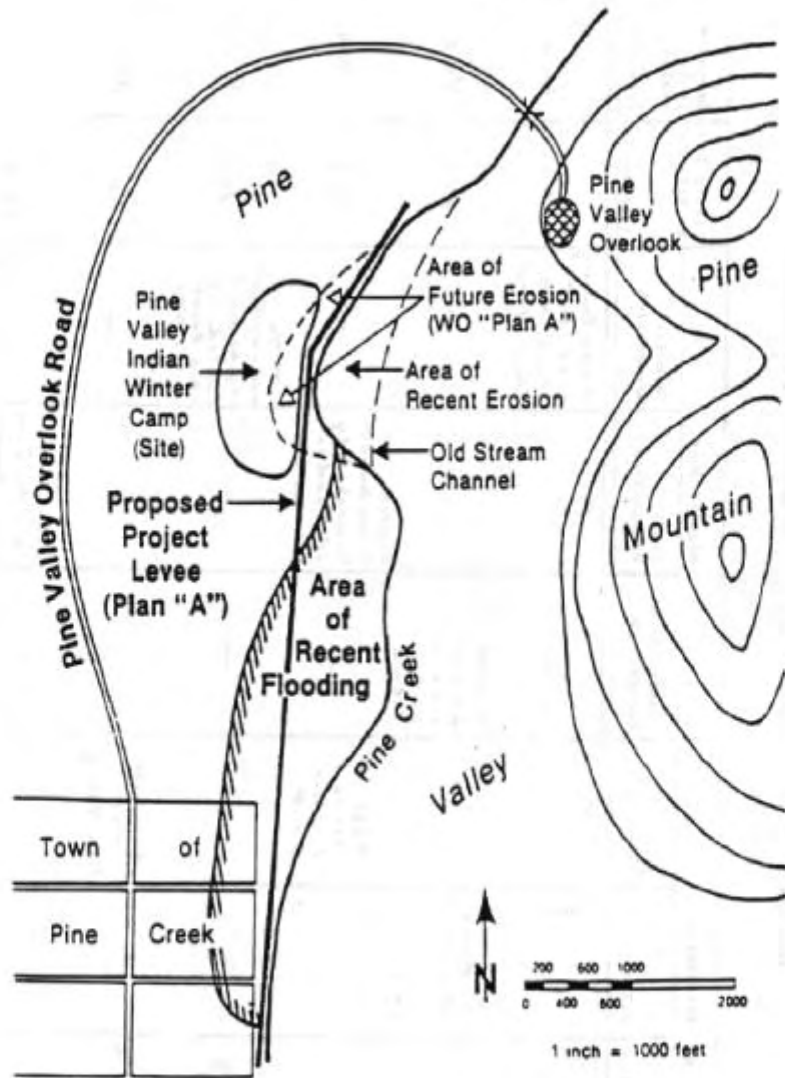 Pine
Pine
Valley
Overlook
Pine
Area of
Future Erosion
(WO "Plan A")
Pine
Valley
Indian
Winter
Camp
(Site)
Area of
Recent Erosion
Old Stream
Channel
Pine Valley Overlook Road
Proposed
Project
Levee
(Plan "A")
Mountain
Area
of
Recent
Flooding
Pine Creek
Valley
Town of
Pine Creek
N
200 600 1000
0 400 800 2000
1 inch = 1000 feet